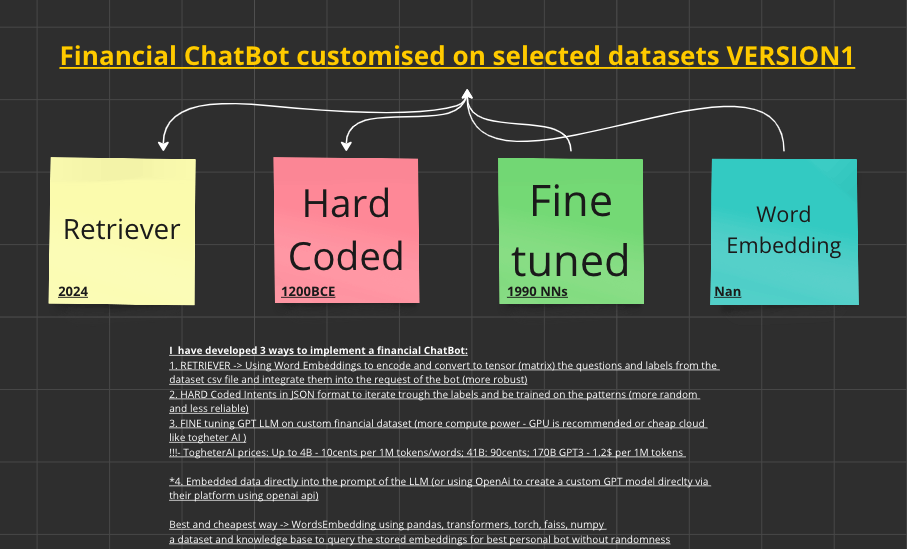 Financial ChatBot customised on selected datasets VERSION1
Retriever
2024
Hard
Coded
1200BCE
Fine
tuned
1990 NNs
Word
Embedding
Nan
I have developed 3 ways to implement a financial ChatBot:
1. RETRIEVER -> Using Word Embeddings to encode and convert to tensor (matrix) the questions and labels from the
dataset csv file and integrate them into the request of the bot (more robust)
2. HARD Coded Intents in JSON format to iterate trough the labels and be trained on the patterns (more random
and less reliable)
3. FINE tuning GPT LLM on custom financial dataset (more compute power - GPU is recommended or cheap cloud
like togheter AI )
!!!- TogheterAI prices: Up to 4B - 10cents per 1M tokens/words; 41B: 90cents; 170B GPT3 - 1.2$ per 1M tokens
*4. Embedded data directly into the prompt of the LLM (or using OpenAi to create a custom GPT model direclty via
their platform using openai api)
Best and cheapest way -> WordsEmbedding using pandas, transformers, torch, faiss, numpy
a dataset and knowledge base to query the stored embeddings for best personal bot without randomness